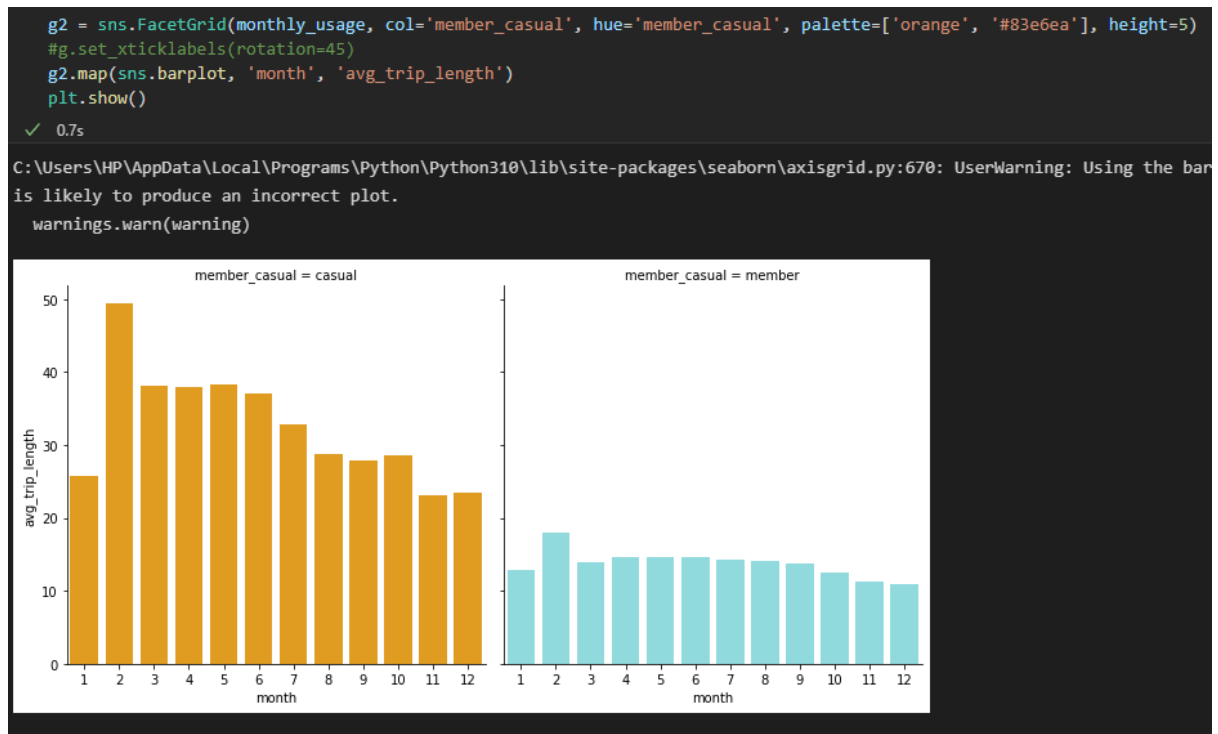 g2 = sns.FacetGrid(monthly_usage, col='member_casual', hue='member_casual', palette=['orange', '#83e6ea'], height=5)
#g.set_xticklabels(rotation=45)
g2.map(sns.barplot, 'month', 'avg_trip_length')
plt.show()
✓ 0.7s
C:\Users\HP\AppData\Local\Programs\Python\Python310\lib\site-packages\seaborn\axisgrid.py:670: UserWarning: Using the bar
is likely to produce an incorrect plot.
warnings.warn(warning)
member_casual = casual
member_casual = member
50
40
30
20
10
0
avg_trip_length
1 2 3 4 5 6 7 8 9 10 11 12
month
1 2 3 4 5 6 7 8 9 10 11 12
month